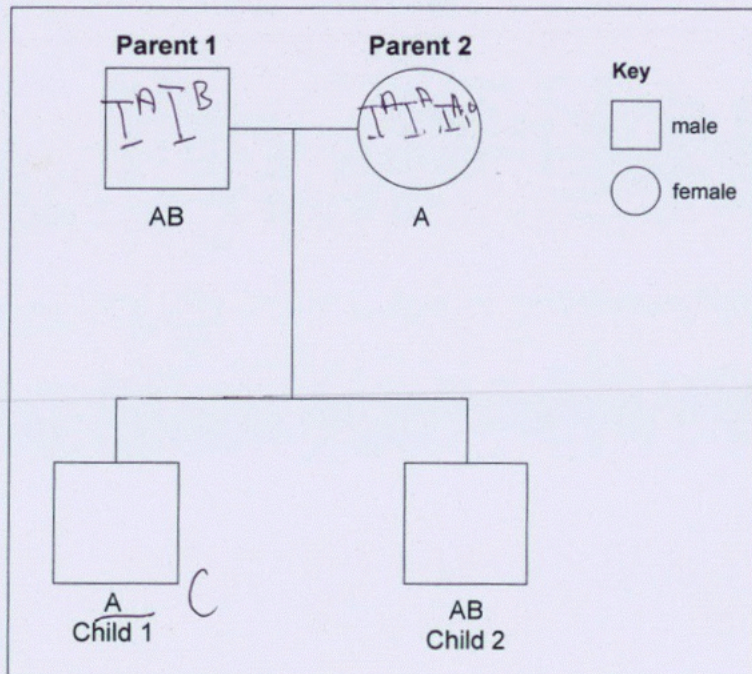 Parent 1
Parent 2
Key
male
female
I^A I^B
I^A I^A
AB
A
A
Child 1
C
AB
Child 2